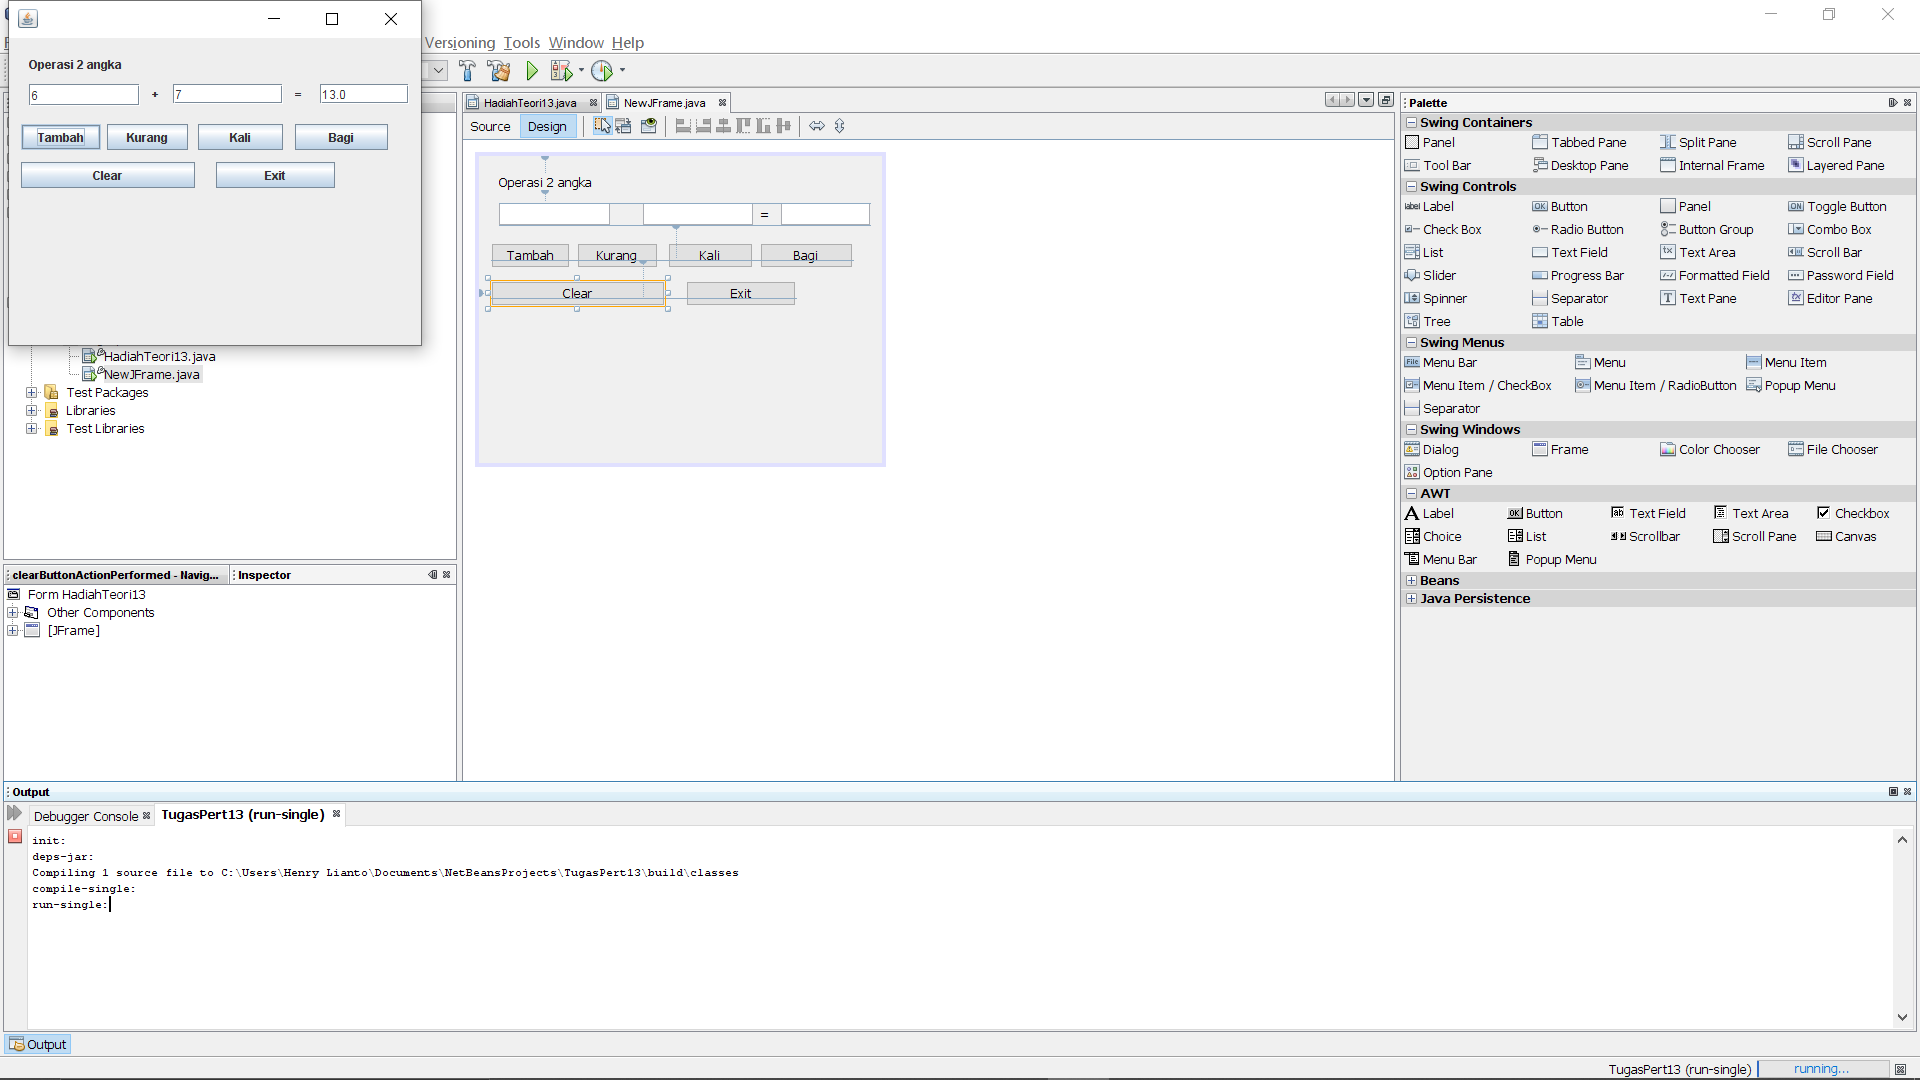 Versioning Tools Window Help
Operasi 2 angka
6 + 7 = 13.0
Tambah Kurang Kali Bagi
Clear Exit
HadiahTeori13.java
NewJFrame.java
Test Packages
Libraries
Test Libraries
clearButtonActionPerformed - Navig... Inspector
Form HadiahTeori13
Other Components
[JFrame]
HadiahTeori13.java NewJFrame.java
Source Design
Operasi 2 angka
=
Tambah Kurang Kali Bagi
Clear Exit
Palette
Swing Containers
Panel Tabbed Pane Split Pane Scroll Pane
Tool Bar Desktop Pane Internal Frame Layered Pane
Swing Controls
label Label OK Button Panel ON Toggle Button
Check Box Radio Button Button Group Combo Box
List Text Field Text Area Scroll Bar
Slider Progress Bar Formatted Field Password Field
Spinner Separator Text Pane Editor Pane
Tree Table
Swing Menus
File Menu Bar Menu Menu Item
Menu Item / CheckBox Menu Item / RadioButton Popup Menu
Separator
Swing Windows
Dialog Frame Color Chooser File Chooser
Option Pane
AWT
A Label OK Button Text Field Text Area Checkbox
Choice List Scrollbar Scroll Pane Canvas
Menu Bar Popup Menu
Beans
Java Persistence
Output
Debugger Console TugasPert13 (run-single)
init:
deps-jar:
Compiling 1 source file to C:\Users\Henry Lianto\Documents\NetBeansProjects\TugasPert13\build\classes
compile-single:
run-single:
Output
TugasPert13 (run-single) running...